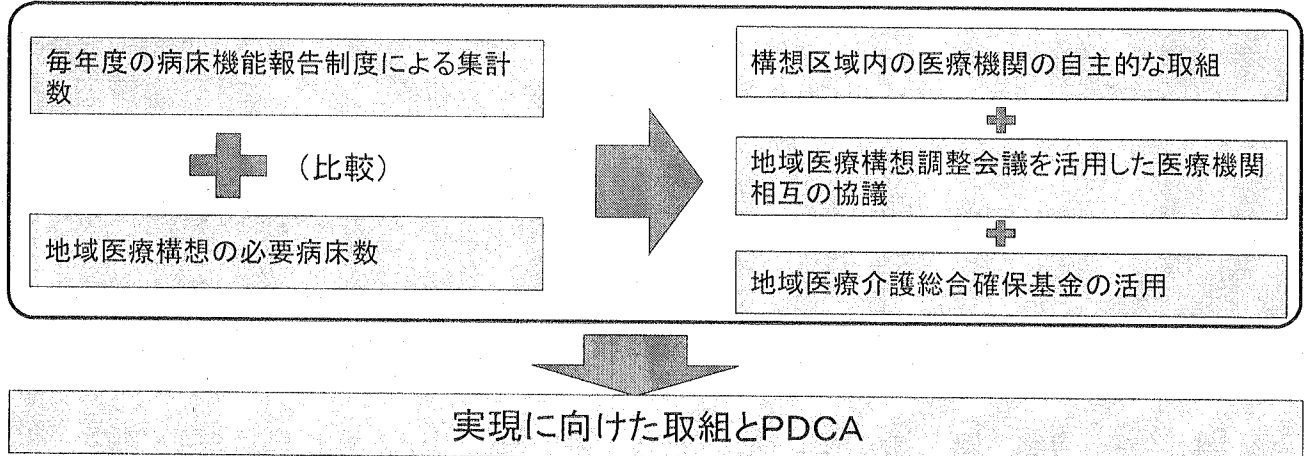 毎年度の病床機能報告制度による集計
数
(比較)
地域医療構想の必要病床数
構想区域内の医療機関の自主的な取組
地域医療構想調整会議を活用した医療機関
相互の協議
地域医療介護総合確保基金の活用
実現に向けた取組とPDCA